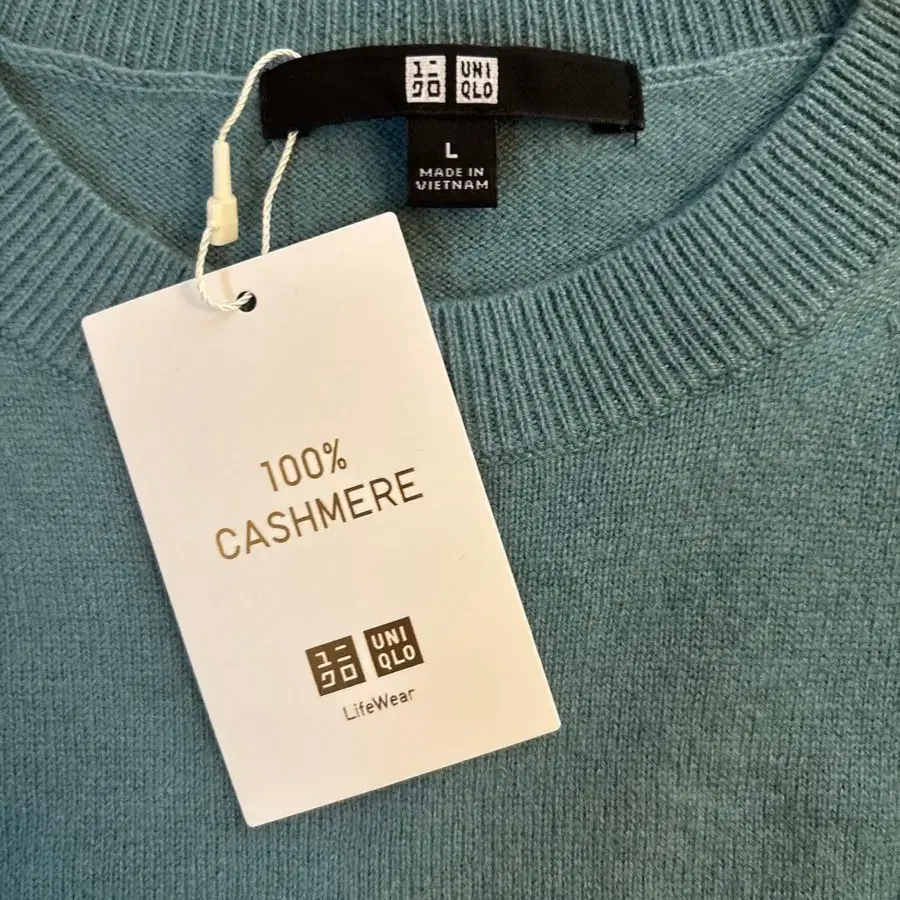 ユニ UNI
クロ QLO
L
MADE IN
VIETNAM
100%
CASHMERE
ユニ UNI
クロ QLO
LifeWear